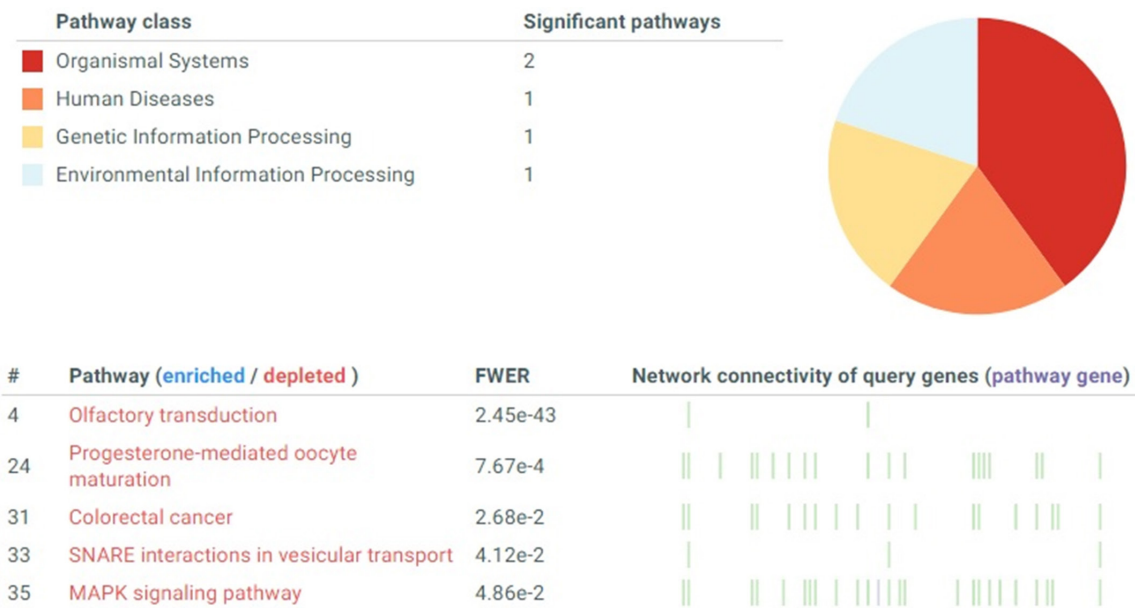 Pathway class Significant pathways
Organismal Systems 2
Human Diseases 1
Genetic Information Processing 1
Environmental Information Processing 1
# Pathway (enriched / depleted ) FWER Network connectivity of query genes (pathway gene)
4 Olfactory transduction 2.45e-43
24 Progesterone-mediated oocyte maturation 7.67e-4
31 Colorectal cancer 2.68e-2
33 SNARE interactions in vesicular transport 4.12e-2
35 MAPK signaling pathway 4.86e-2